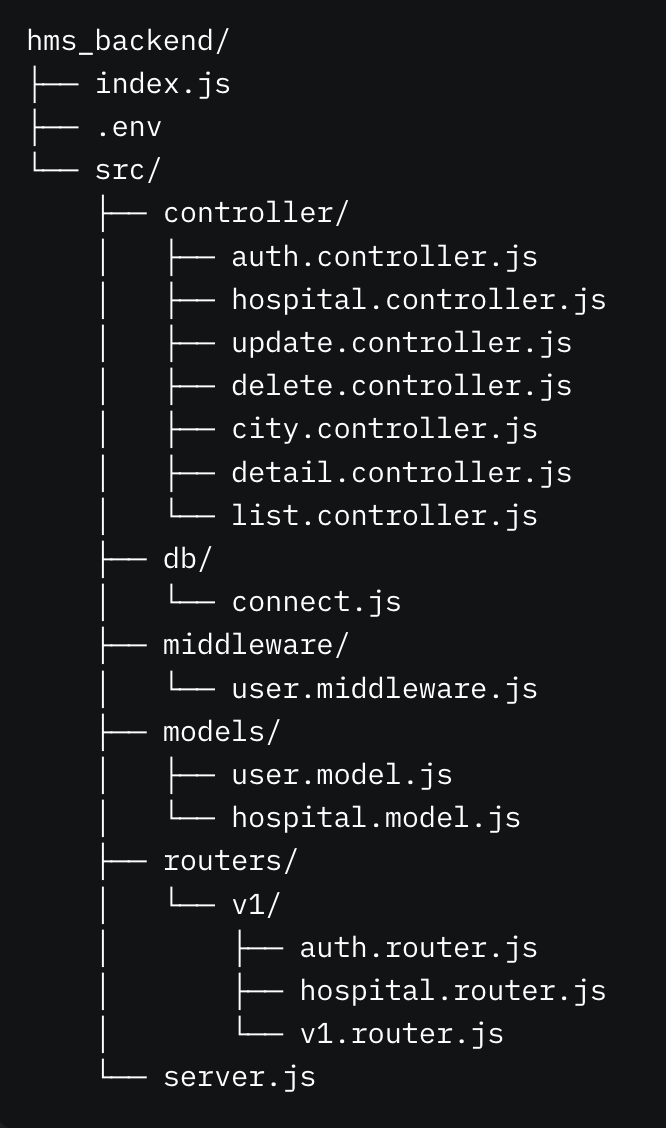 hms_backend/
├── index.js
├── .env
└── src/
    ├── controller/
    │   ├── auth.controller.js
    │   ├── hospital.controller.js
    │   ├── update.controller.js
    │   ├── delete.controller.js
    │   ├── city.controller.js
    │   ├── detail.controller.js
    │   └── list.controller.js
    ├── db/
    │   └── connect.js
    ├── middleware/
    │   └── user.middleware.js
    ├── models/
    │   ├── user.model.js
    │   └── hospital.model.js
    ├── routers/
    │   └── v1/
    │       ├── auth.router.js
    │       ├── hospital.router.js
    │       └── v1.router.js
    └── server.js